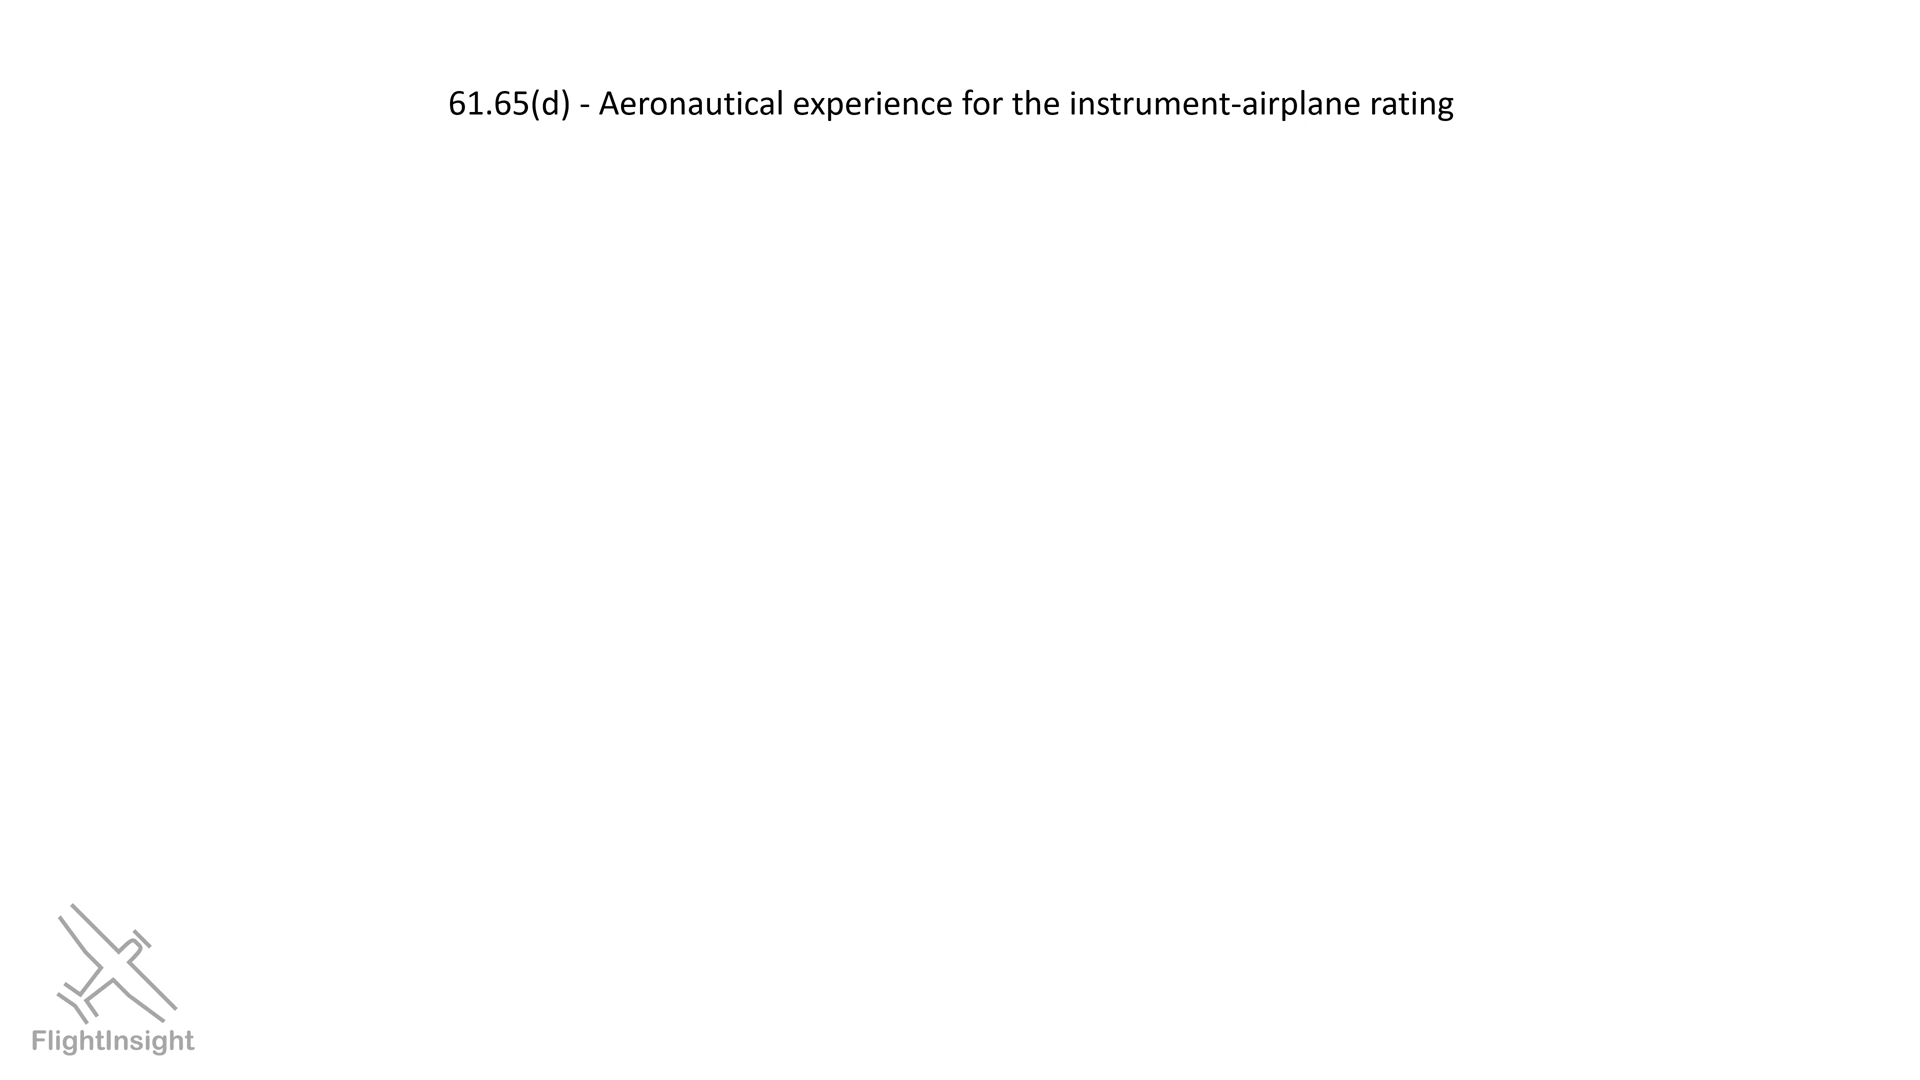 61.65(d) - Aeronautical experience for the instrument-airplane rating
FlightInsight